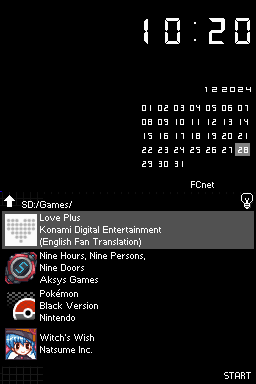 10:20
12 2024
01 02 03 04 05 06 07
08 09 10 11 12 13 14
15 16 17 18 19 20 21
22 23 24 25 26 27 28
29 30 31
FCnet
SD:/Games/
Love Plus
Konami Digital Entertainment
(English Fan Translation)
Nine Hours, Nine Persons,
Nine Doors
Aksys Games
Pokémon
Black Version
Nintendo
Witch's Wish
Natsume Inc.
START